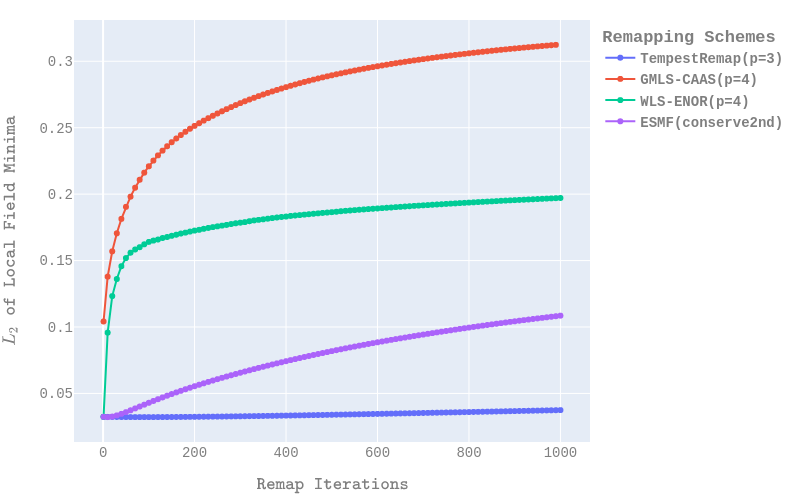 0.3
0.25
0.2
0.15
0.1
0.05
L₂ of Local Field Minima
0 200 400 600 800 1000
Remap Iterations
Remapping Schemes
TempestRemap(p=3)
GMLS-CAAS(p=4)
WLS-ENOR(p=4)
ESMF(conserve2nd)